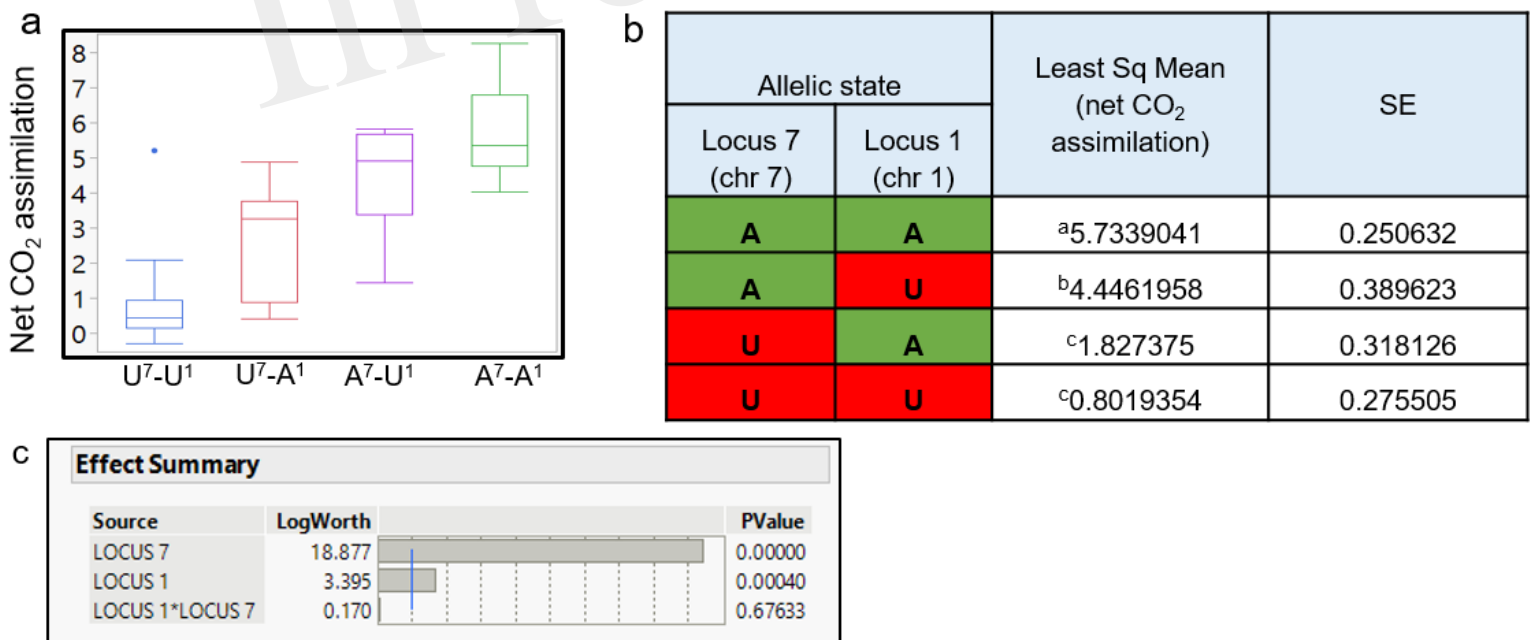 a
Net CO₂ assimilation
8
7
6
5
4
3
2
1
0
U⁷-U¹ U⁷-A¹ A⁷-U¹ A⁷-A¹
b
Allelic state
Locus 7
(chr 7)
Locus 1
(chr 1)
Least Sq Mean
(net CO₂
assimilation)
SE
A A ᵃ5.7339041 0.250632
A U ᵇ4.4461958 0.389623
U A ᶜ1.827375 0.318126
U U ᶜ0.8019354 0.275505
c
Effect Summary
Source LogWorth PValue
LOCUS 7 18.877 0.00000
LOCUS 1 3.395 0.00040
LOCUS 1*LOCUS 7 0.170 0.67633